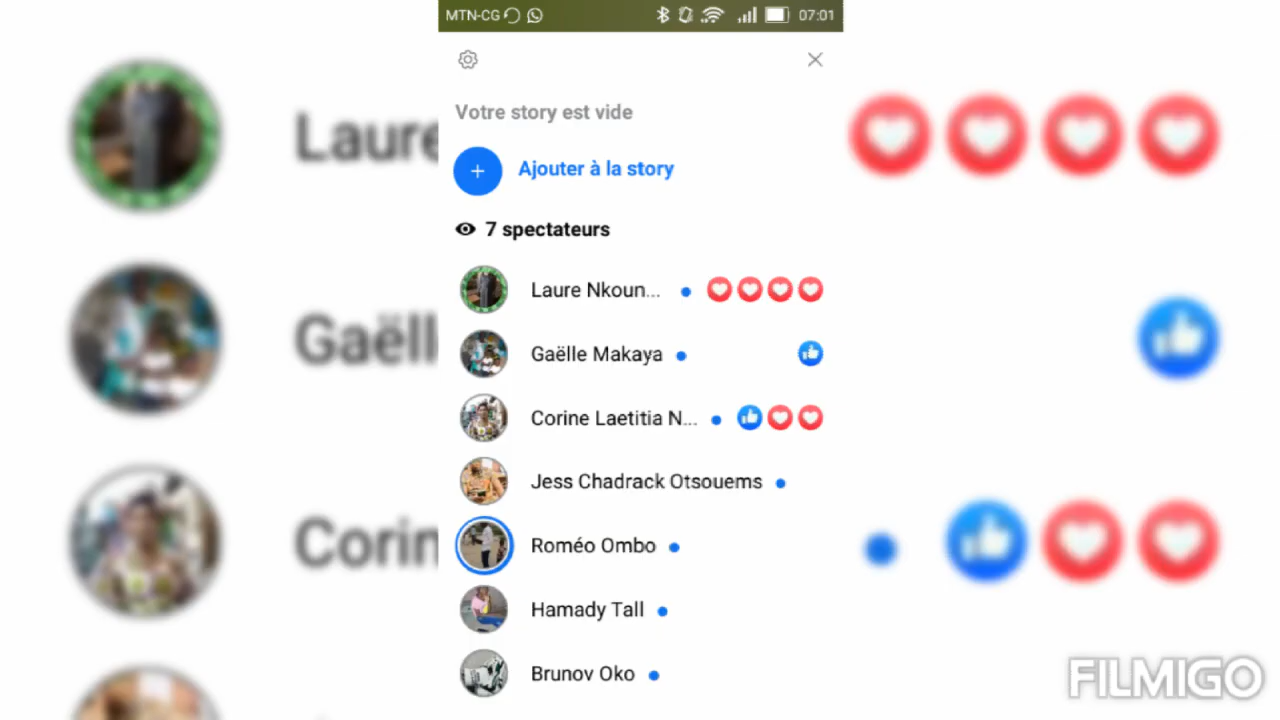 MTN-CG 07:01
Votre story est vide
Ajouter à la story
7 spectateurs
Laure Nkoun...
Gaëlle Makaya
Corine Laetitia N...
Jess Chadrack Otsouems
Roméo Ombo
Hamady Tall
Brunov Oko
Laure
Gaëll
Corin
FILMIGO